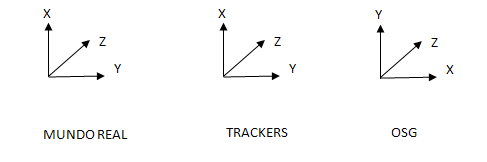 X X Y
Z Z Z
Y Y X
MUNDO REAL TRACKERS OSG